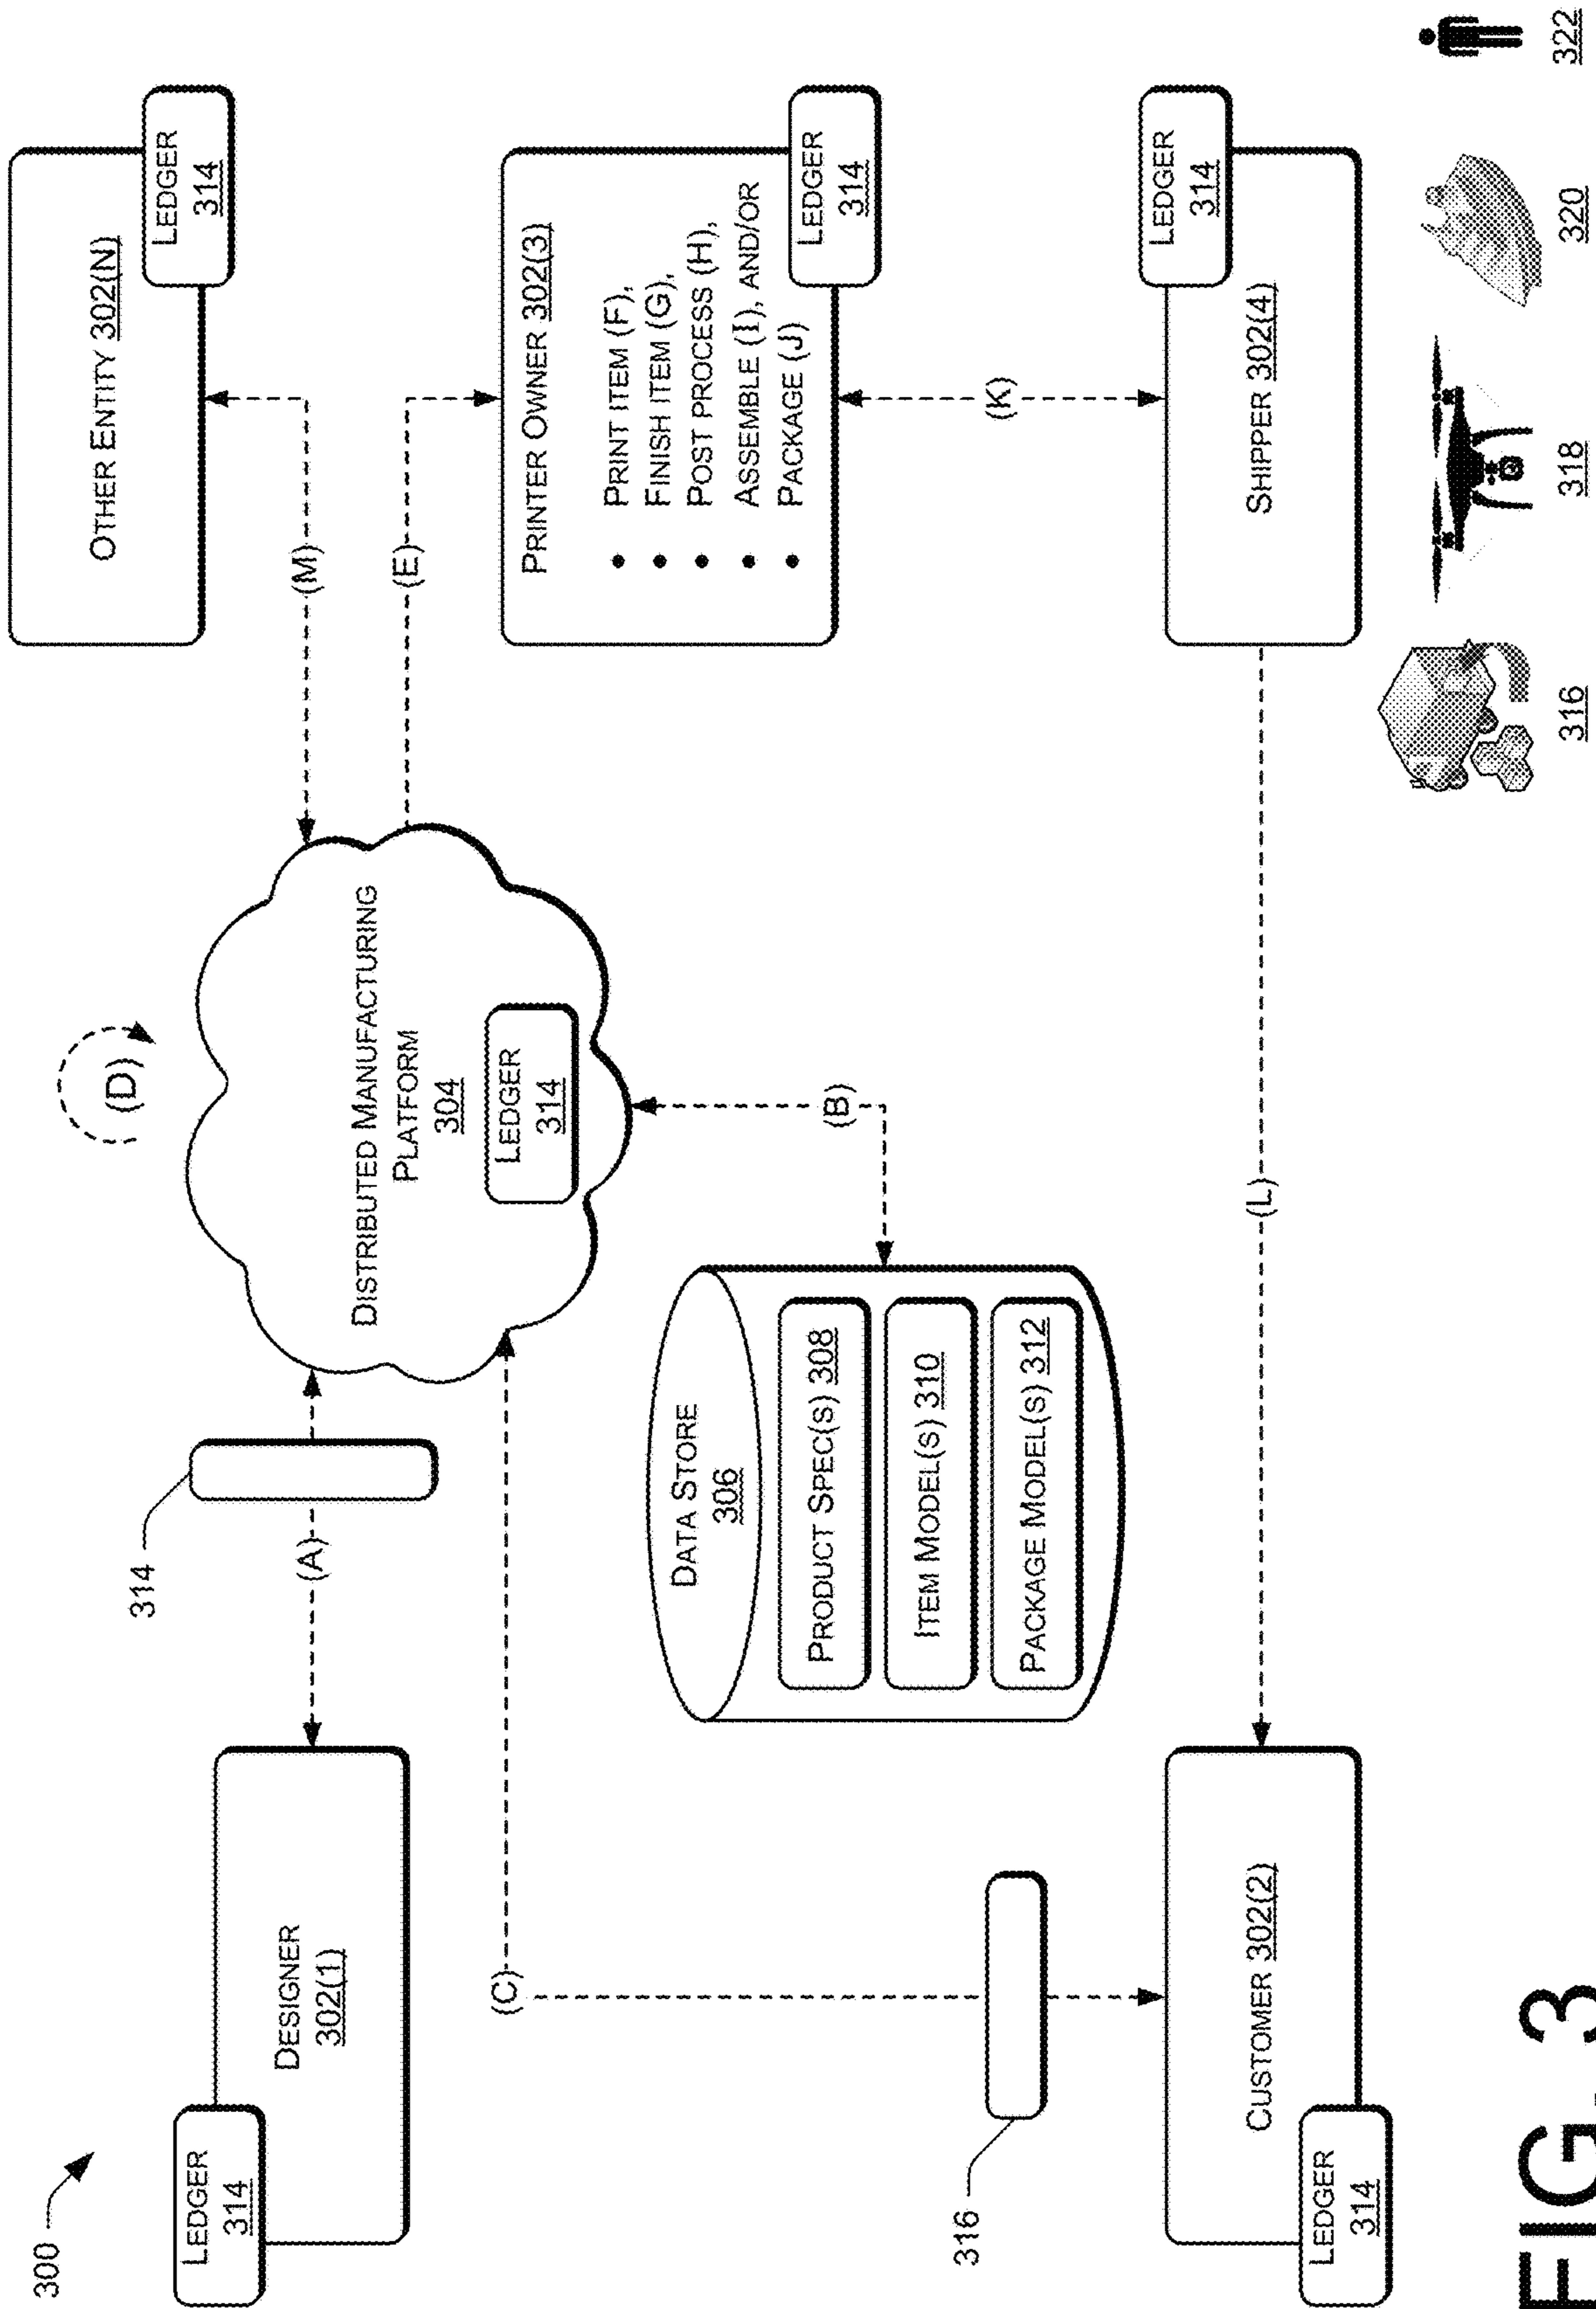 300
LEDGER
314
DESIGNER
302(1)
314
(A)
(D)
DISTRIBUTED MANUFACTURING
PLATFORM
304
LEDGER
314
(M)
OTHER ENTITY 302(N)
LEDGER
314
(E)
(C)
(B)
DATA STORE
306
PRODUCT SPEC(S) 308
ITEM MODEL(S) 310
PACKAGE MODEL(S) 312
PRINTER OWNER 302(3)
• PRINT ITEM (F),
• FINISH ITEM (G),
• POST PROCESS (H),
• ASSEMBLE (I), AND/OR
• PACKAGE (J)
LEDGER
314
(K)
316
CUSTOMER 302(2)
LEDGER
314
(L)
SHIPPER 302(4)
LEDGER
314
316
318
320
322
FIG. 3